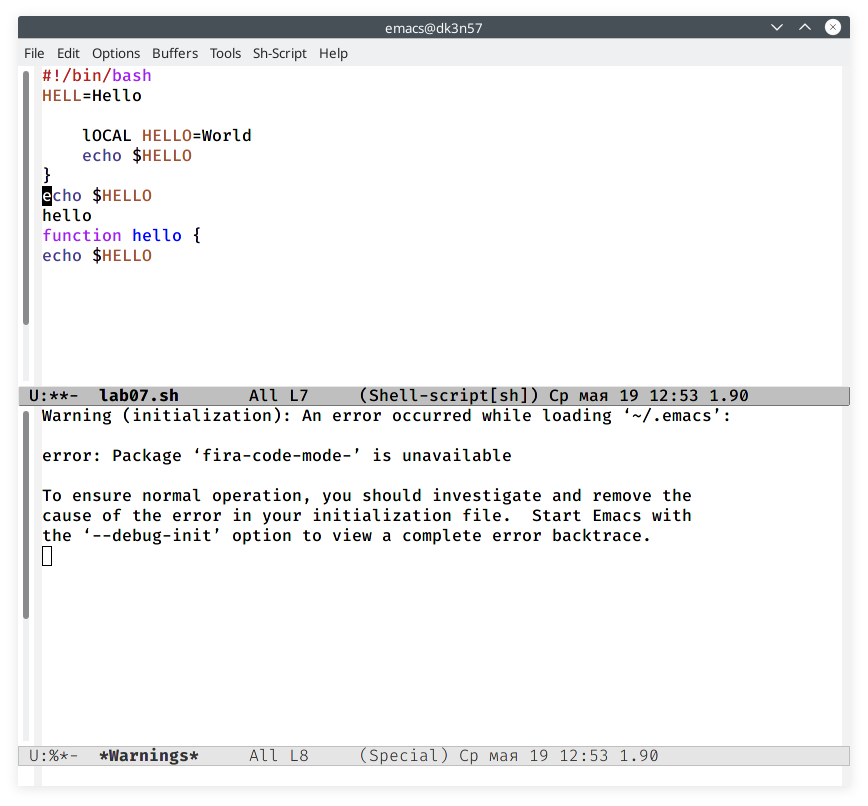 emacs@dk3n57
File Edit Options Buffers Tools Sh-Script Help
#!/bin/bash
HELL=Hello
lOCAL HELLO=World
echo $HELLO
}
echo $HELLO
hello
function hello {
echo $HELLO
U:**- lab07.sh All L7 (Shell-script[sh]) Ср мая 19 12:53 1.90
Warning (initialization): An error occurred while loading ‘~/.emacs’:
error: Package ‘fira-code-mode-’ is unavailable
To ensure normal operation, you should investigate and remove the
cause of the error in your initialization file. Start Emacs with
the ‘--debug-init’ option to view a complete error backtrace.
U:%*- *Warnings* All L8 (Special) Ср мая 19 12:53 1.90